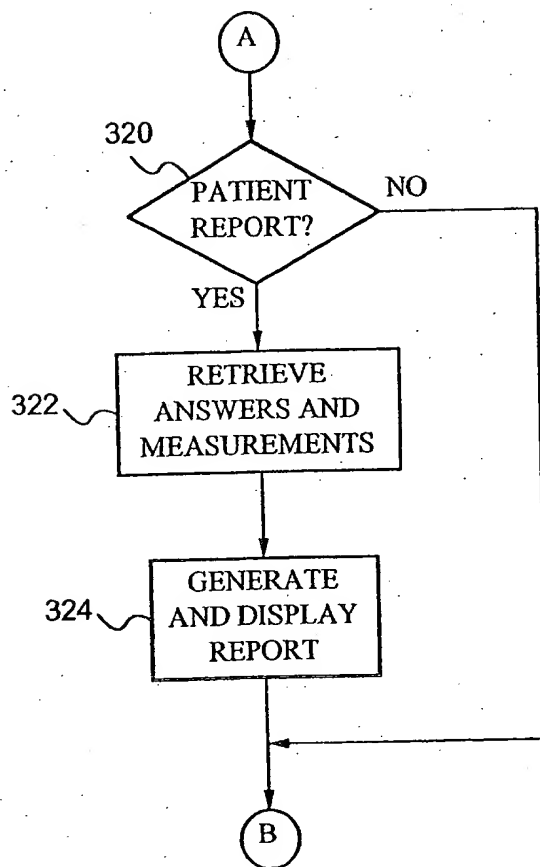 A
320
PATIENT
REPORT?
NO
YES
322
RETRIEVE
ANSWERS AND
MEASUREMENTS
324
GENERATE
AND DISPLAY
REPORT
B